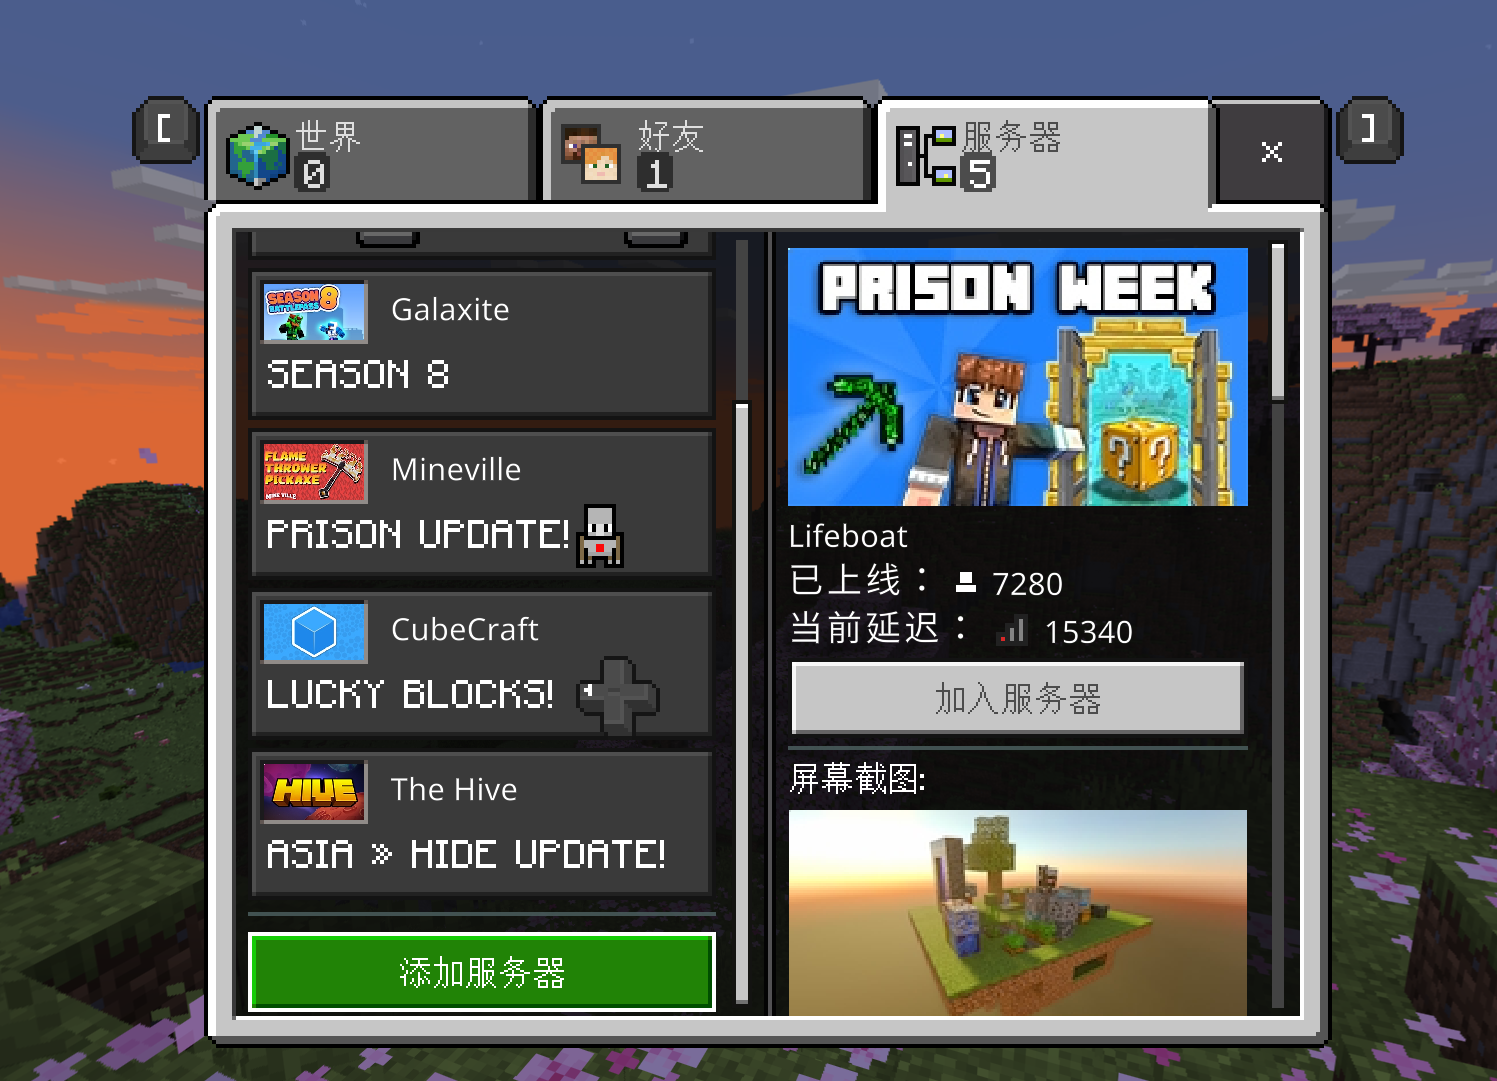 [
世界
0
好友
1
服务器
5
×
]
SEASON 8
BATTLEPASS
Galaxite
SEASON 8
FLAME
THROWER
PICKAXE
MINEVILLE
Mineville
PRISON UPDATE!
CubeCraft
LUCKY BLOCKS!
HIVE
The Hive
ASIA » HIDE UPDATE!
添加服务器
PRISON WEEK
? ?
Lifeboat
已上线： 7280
当前延迟： 15340
加入服务器
屏幕截图: